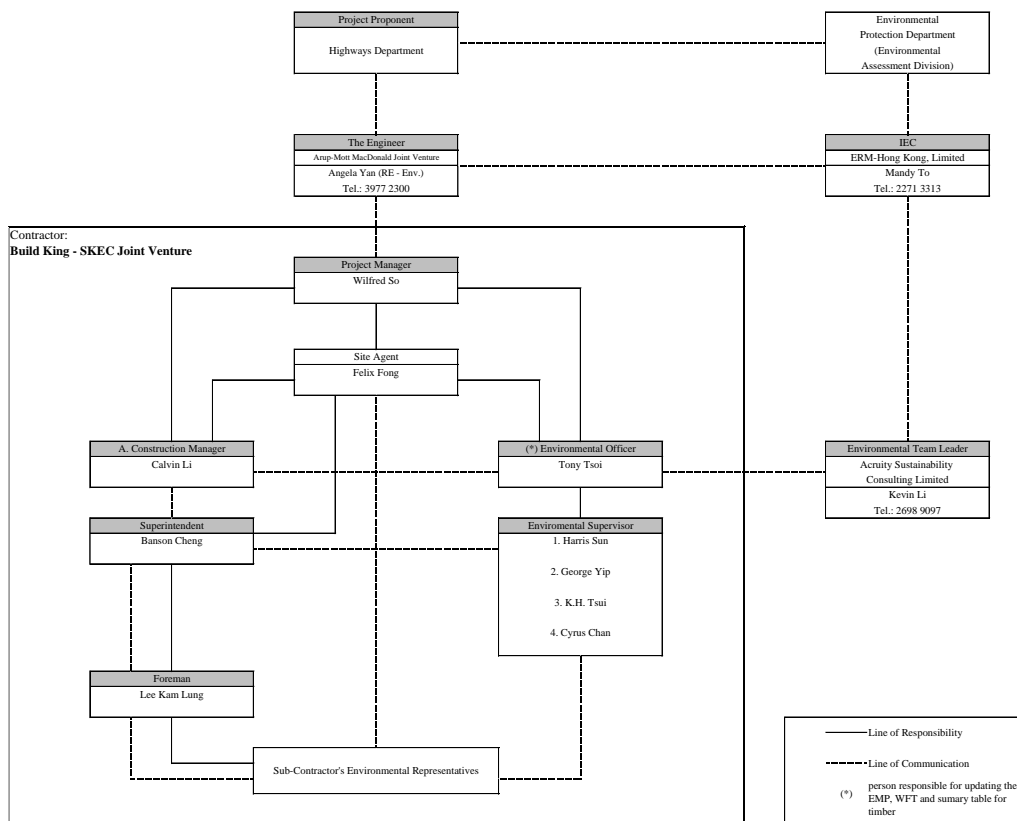 Project Proponent
Highways Department
Environmental
Protection Department
(Environmental
Assessment Division)
The Engineer
Arup-Mott MacDonald Joint Venture
Angela Yan (RE - Env.)
Tel.: 3977 2300
IEC
ERM-Hong Kong, Limited
Mandy To
Tel.: 2271 3313
Contractor:
Build King - SKEC Joint Venture
Project Manager
Wilfred So
Site Agent
Felix Fong
A. Construction Manager
Calvin Li
(*) Environmental Officer
Tony Tsoi
Environmental Team Leader
Acruity Sustainability
Consulting Limited
Kevin Li
Tel.: 2698 9097
Superintendent
Banson Cheng
Enviromental Supervisor
1. Harris Sun
2. George Yip
3. K.H. Tsui
4. Cyrus Chan
Foreman
Lee Kam Lung
Sub-Contractor's Environmental Representatives
Line of Responsibility
Line of Communication
(*) person responsible for updating the
EMP, WFT and sumary table for
timber